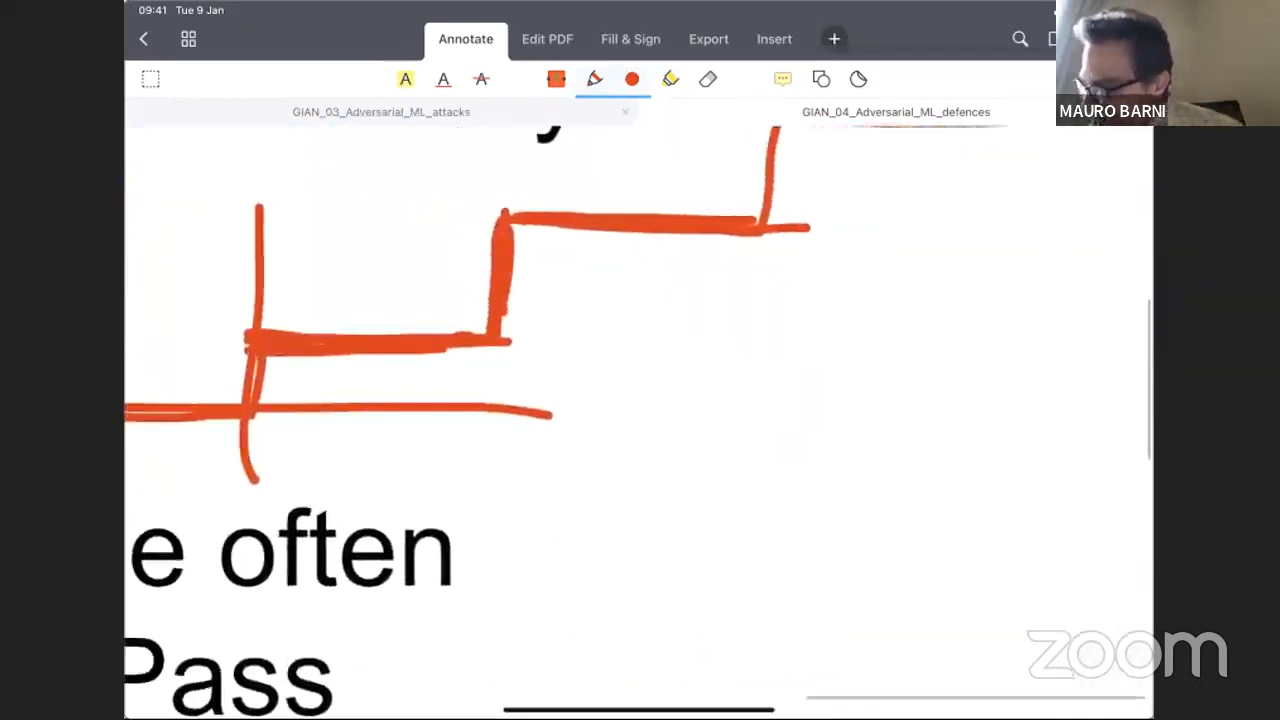 09:41 Tue 9 Jan
Annotate Edit PDF Fill & Sign Export Insert
A A A
GIAN_03_Adversarial_ML_attacks × GIAN_04_Adversarial_ML_defences
MAURO BARNI
e often
Pass
zoom